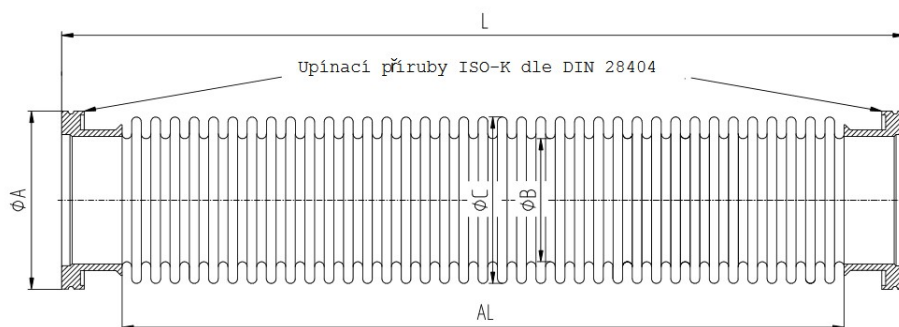 L
Upínací příruby ISO-K dle DIN 28404
ϕA
ϕC
ϕB
AL